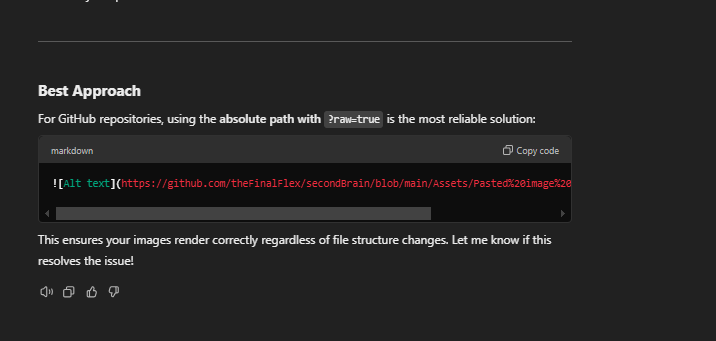 Best Approach
For GitHub repositories, using the absolute path with ?raw=true is the most reliable solution:
markdown
Copy code
![Alt text](https://github.com/theFinalFlex/secondBrain/blob/main/Assets/Pasted%20image%20
This ensures your images render correctly regardless of file structure changes. Let me know if this
resolves the issue!